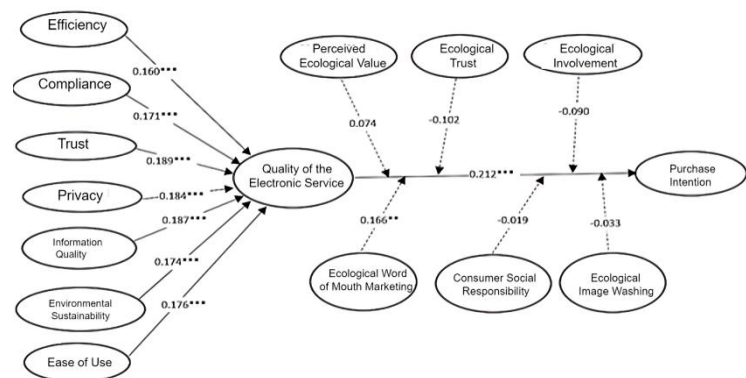 Efficiency
0.160***
Compliance
0.171***
Trust
0.189***
Privacy
0.184***
Information
Quality
0.187***
Environmental
Sustainability
0.174***
Ease of Use
0.176***
Quality of the
Electronic Service
Perceived
Ecological Value
0.074
Ecological
Trust
-0.102
Ecological
Involvement
-0.090
0.212***
Purchase
Intention
0.166**
Ecological Word
of Mouth Marketing
-0.019
Consumer Social
Responsibility
-0.033
Ecological
Image Washing